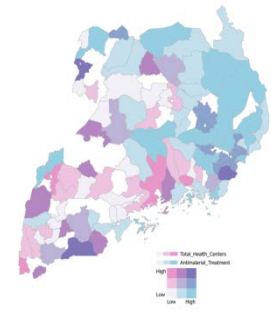 Total_Health_Centers
Antimalarial_Treatment
High
Low
Low High